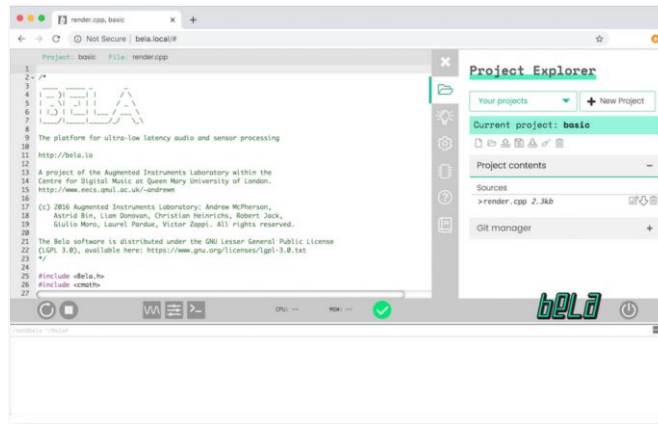 render.cpp, basic
Not Secure | bela.local/#
Project: basic File: render.cpp
1
2 /*
3
4
5
6
7
8
9 The platform for ultra-low latency audio and sensor processing
10
11 http://bela.io
12
13 A project of the Augmented Instruments Laboratory within the
14 Centre for Digital Music at Queen Mary University of London.
15 http://www.eecs.qmul.ac.uk/~andrewm
16
17 (c) 2016 Augmented Instruments Laboratory: Andrew McPherson,
18 Astrid Bin, Liam Donovan, Christian Heinrichs, Robert Jack,
19 Giulio Moro, Laurel Pardue, Victor Zappi. All rights reserved.
20
21 The Bela software is distributed under the GNU Lesser General Public License
22 (LGPL 3.0), available here: https://www.gnu.org/licenses/lgpl-3.0.txt
23 */
24
25 #include <Bela.h>
26 #include <cmath>
27
CPU: -- MSW: --
Project Explorer
Your projects
+ New Project
Current project: basic
Project contents
Sources
>render.cpp 2.3kb
Git manager
bela